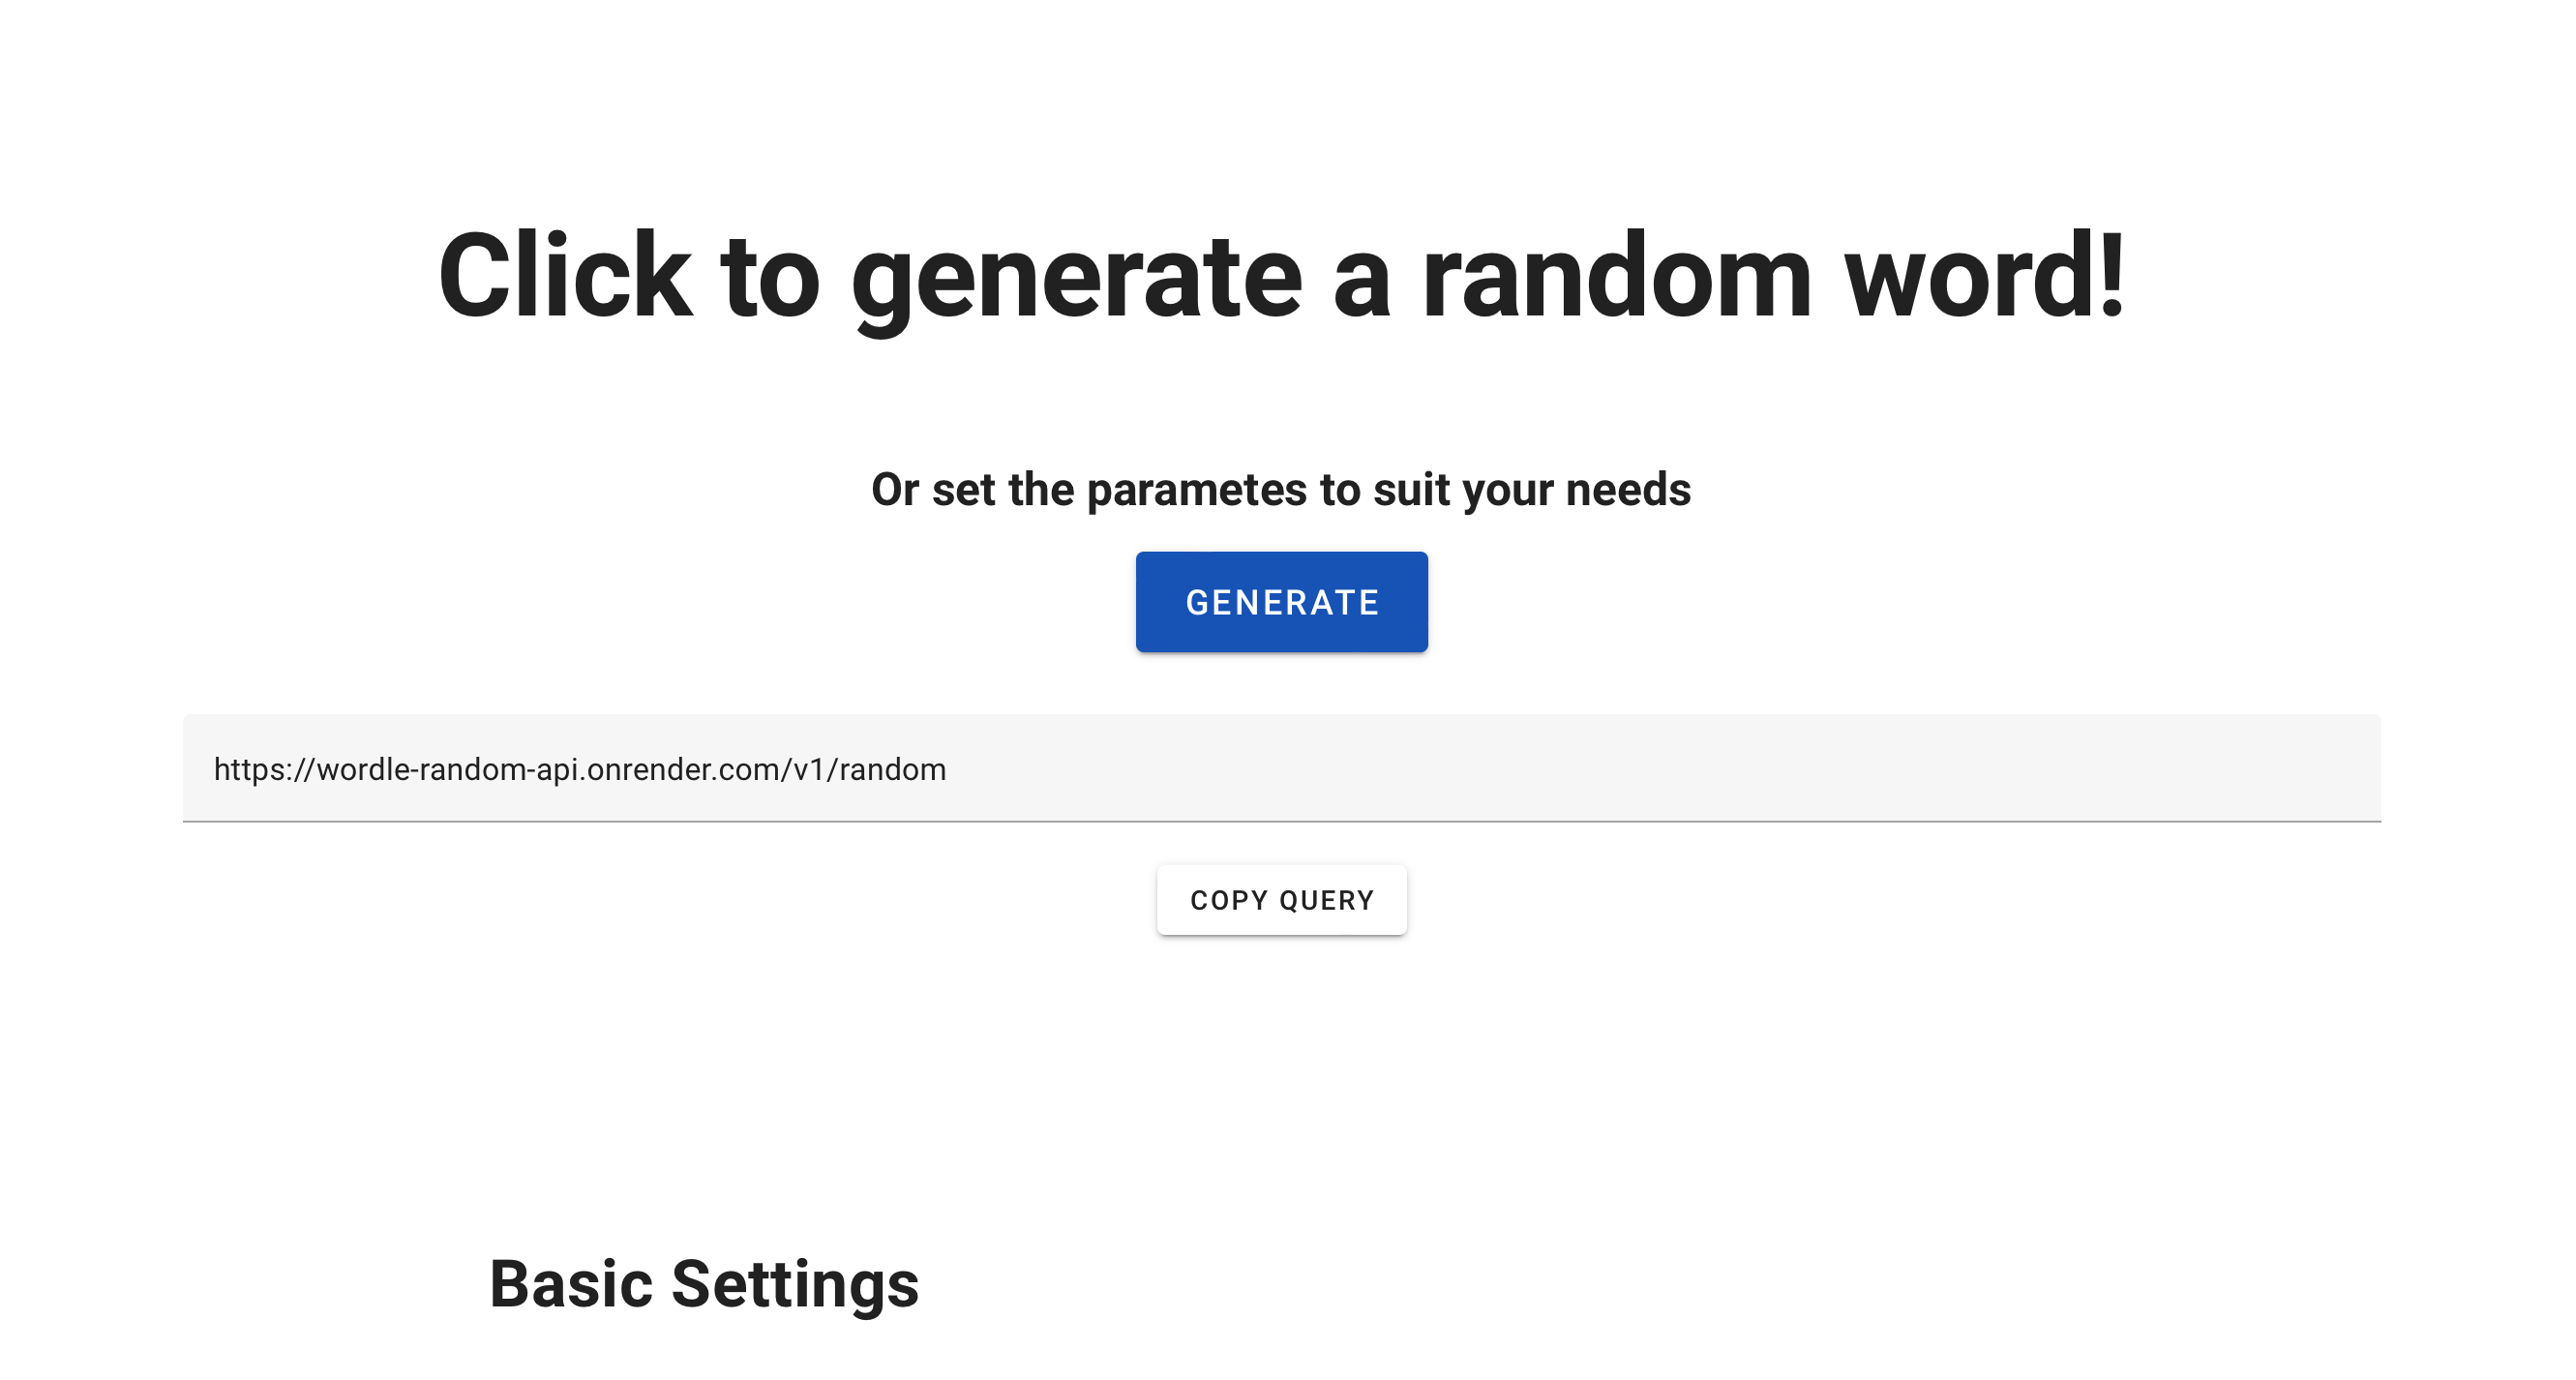 Click to generate a random word!
Or set the parametes to suit your needs
GENERATE
https://wordle-random-api.onrender.com/v1/random
COPY QUERY
Basic Settings